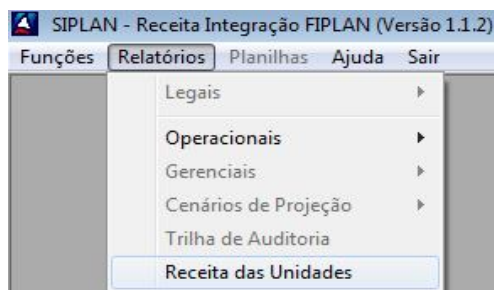 SIPLAN - Receita Integração FIPLAN (Versão 1.1.2)
Funções Relatórios Planilhas Ajuda Sair
Legais
Operacionais
Gerenciais
Cenários de Projeção
Trilha de Auditoria
Receita das Unidades